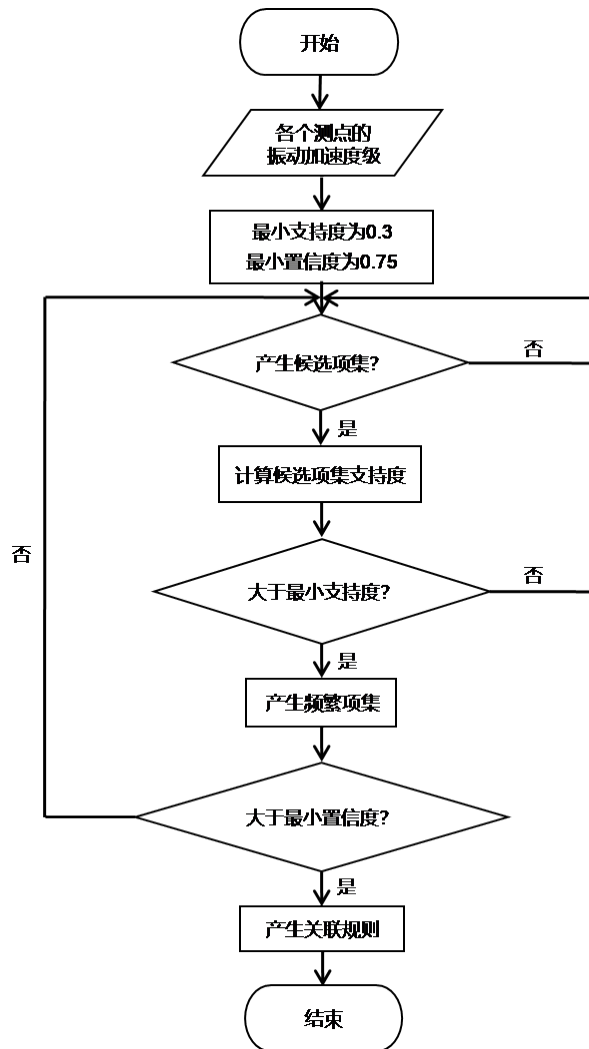 开始
各个测点的
振动加速度级
最小支持度为0.3
最小置信度为0.75
产生候选项集?
否
是
计算候选项集支持度
否
大于最小支持度?
否
是
产生频繁项集
大于最小置信度?
是
产生关联规则
结束